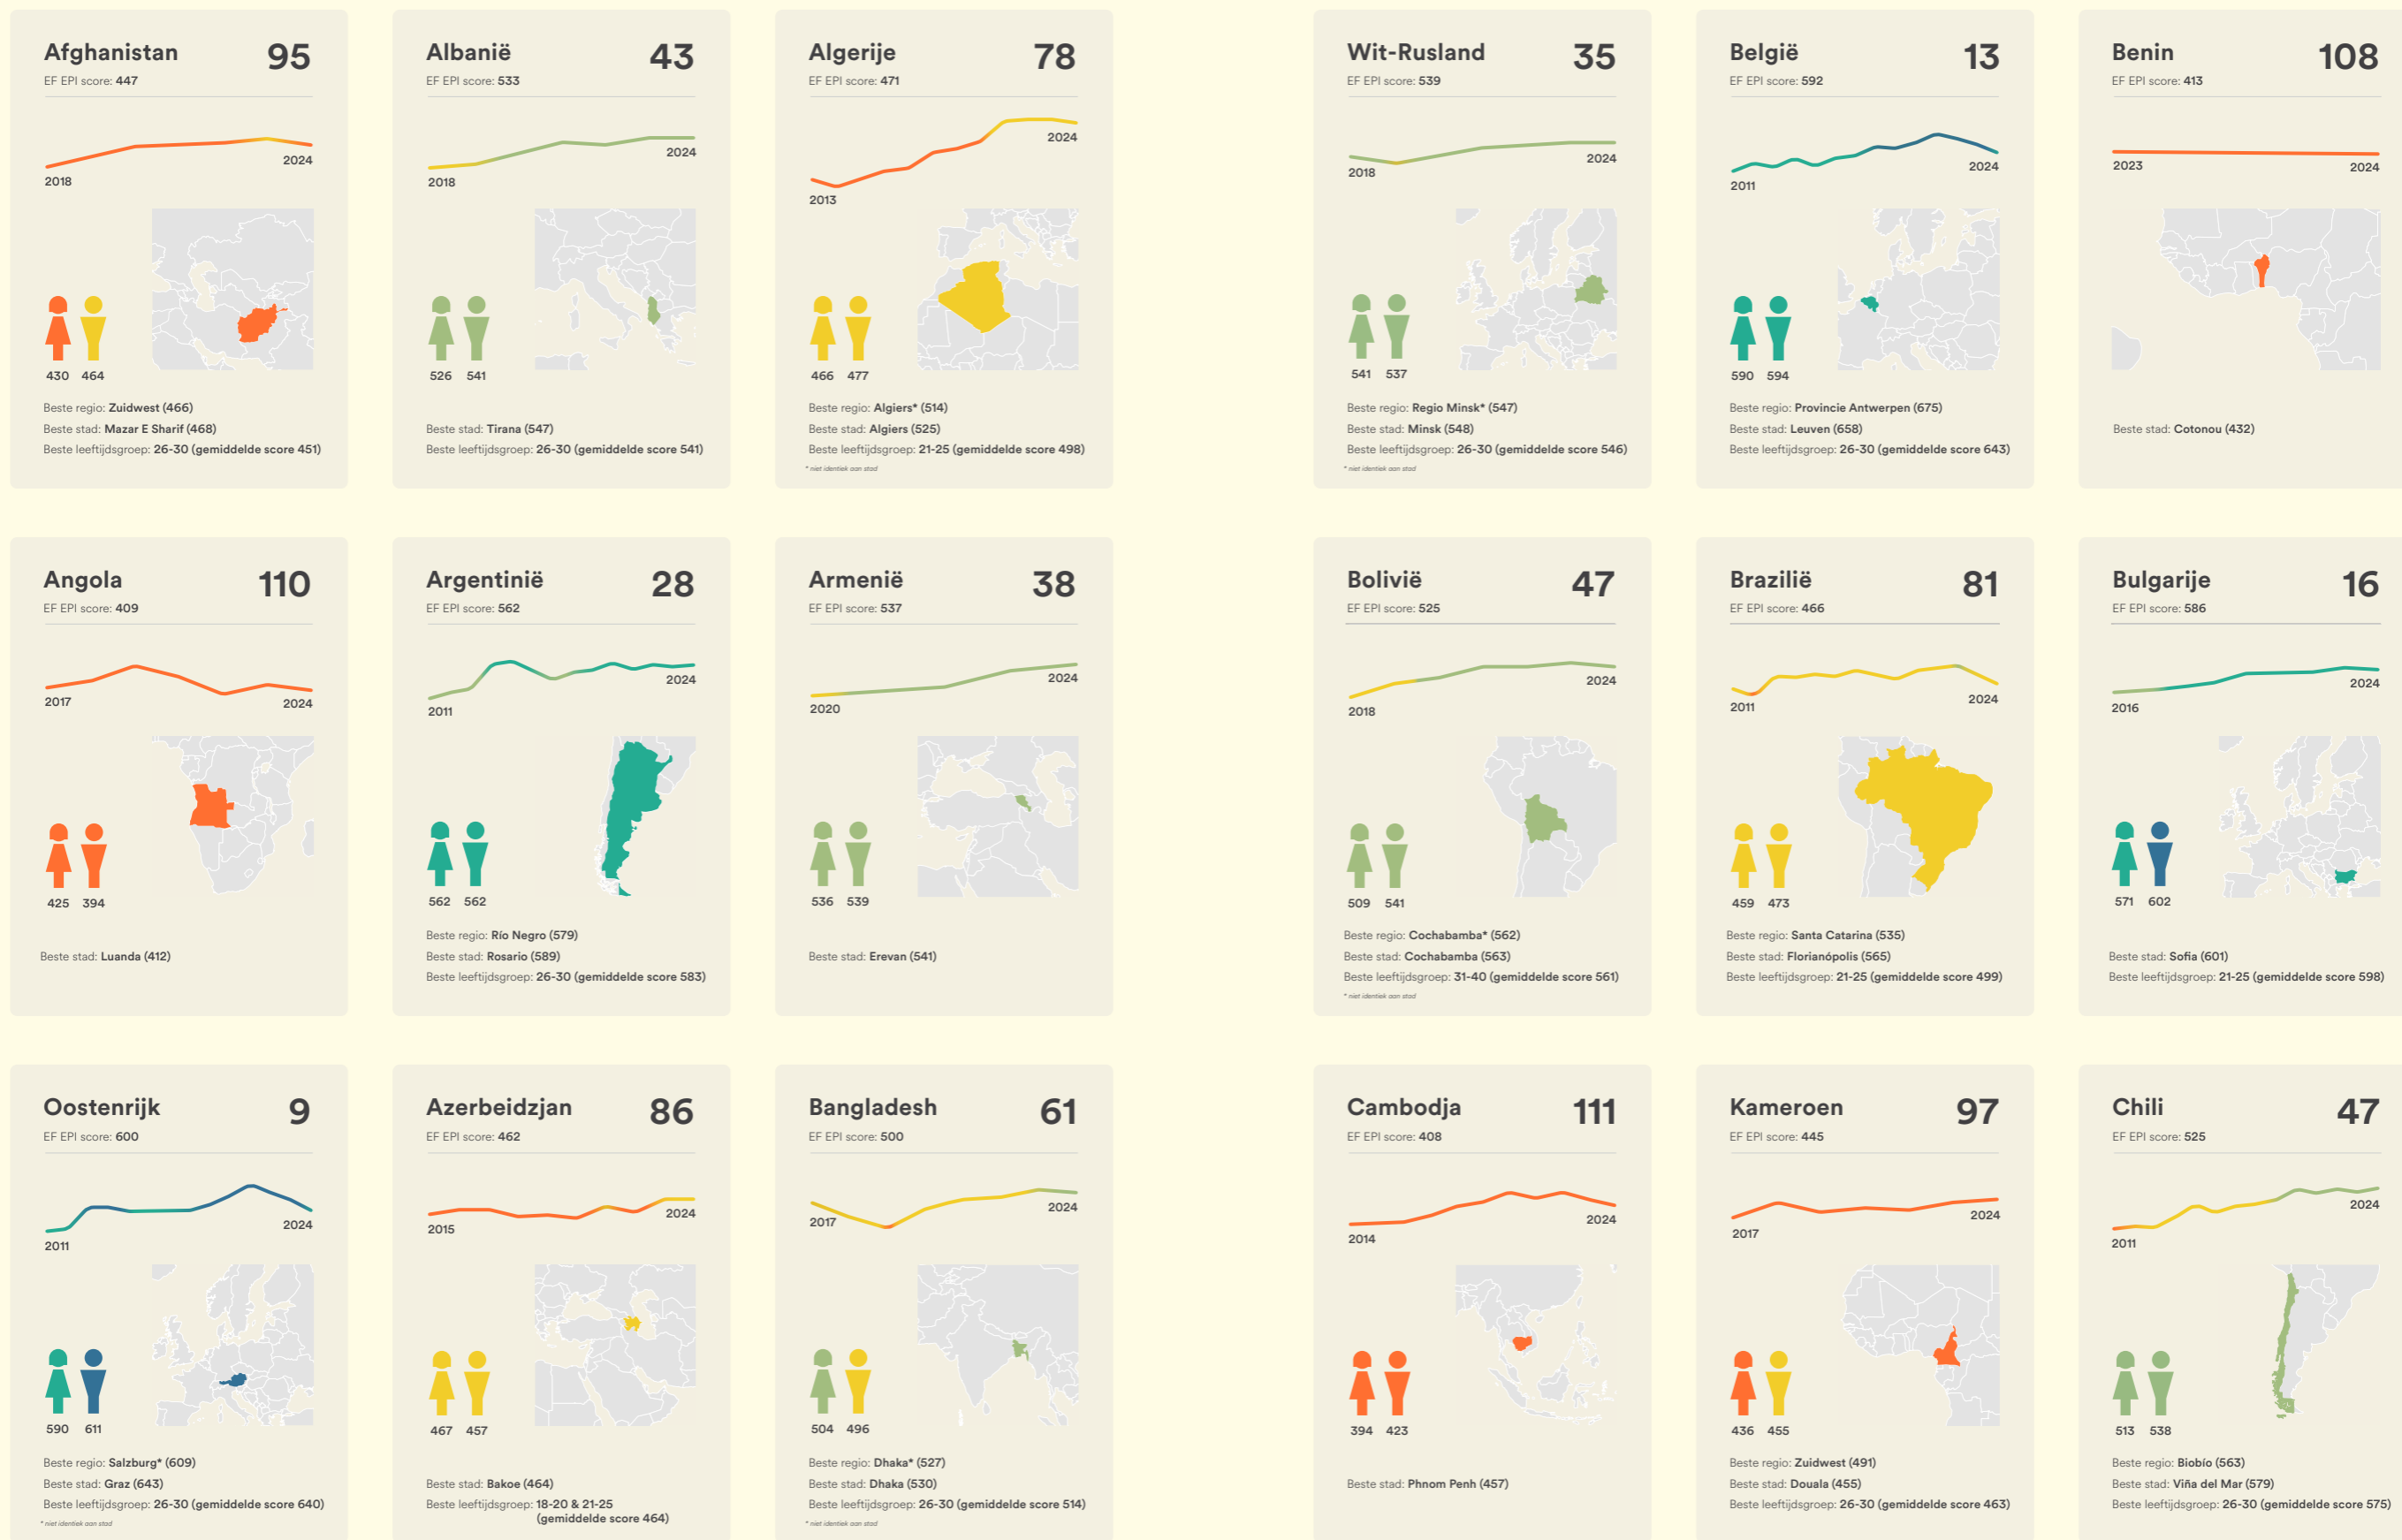 Afghanistan 95
EF EPI score: 447
2018
2024
430 464
Beste regio: Zuidwest (466)
Beste stad: Mazar E Sharif (468)
Beste leeftijdsgroep: 26-30 (gemiddelde score 451)
Albanië 43
EF EPI score: 533
2018
2024
526 541
Beste stad: Tirana (547)
Beste leeftijdsgroep: 26-30 (gemiddelde score 541)
Algerije 78
EF EPI score: 471
2013
2024
466 477
Beste regio: Algiers* (514)
Beste stad: Algiers (525)
Beste leeftijdsgroep: 21-25 (gemiddelde score 498)
* niet identiek aan stad
Wit-Rusland 35
EF EPI score: 539
2018
2024
541 537
Beste regio: Regio Minsk* (547)
Beste stad: Minsk (548)
Beste leeftijdsgroep: 26-30 (gemiddelde score 546)
* niet identiek aan stad
België 13
EF EPI score: 592
2011
2024
590 594
Beste regio: Provincie Antwerpen (675)
Beste stad: Leuven (658)
Beste leeftijdsgroep: 26-30 (gemiddelde score 643)
Benin 108
EF EPI score: 413
2023
2024
Beste stad: Cotonou (432)
Angola 110
EF EPI score: 409
2017
2024
425 394
Beste stad: Luanda (412)
Argentinië 28
EF EPI score: 562
2011
2024
562 562
Beste regio: Río Negro (579)
Beste stad: Rosario (589)
Beste leeftijdsgroep: 26-30 (gemiddelde score 583)
Armenië 38
EF EPI score: 537
2020
2024
536 539
Beste stad: Erevan (541)
Bolivië 47
EF EPI score: 525
2018
2024
509 541
Beste regio: Cochabamba* (562)
Beste stad: Cochabamba (563)
Beste leeftijdsgroep: 31-40 (gemiddelde score 561)
* niet identiek aan stad
Brazilië 81
EF EPI score: 466
2011
2024
459 473
Beste regio: Santa Catarina (535)
Beste stad: Florianópolis (565)
Beste leeftijdsgroep: 21-25 (gemiddelde score 499)
Bulgarije 16
EF EPI score: 586
2016
2024
571 602
Beste stad: Sofia (601)
Beste leeftijdsgroep: 21-25 (gemiddelde score 598)
Oostenrijk 9
EF EPI score: 600
2011
2024
590 611
Beste regio: Salzburg* (609)
Beste stad: Graz (643)
Beste leeftijdsgroep: 26-30 (gemiddelde score 640)
* niet identiek aan stad
Azerbeidzjan 86
EF EPI score: 462
2015
2024
467 457
Beste stad: Bakoe (464)
Beste leeftijdsgroep: 18-20 & 21-25
(gemiddelde score 464)
Bangladesh 61
EF EPI score: 500
2017
2024
504 496
Beste regio: Dhaka* (527)
Beste stad: Dhaka (530)
Beste leeftijdsgroep: 26-30 (gemiddelde score 514)
* niet identiek aan stad
Cambodja 111
EF EPI score: 408
2014
2024
394 423
Beste stad: Phnom Penh (457)
Kameroen 97
EF EPI score: 445
2017
2024
436 455
Beste regio: Zuidwest (491)
Beste stad: Douala (455)
Beste leeftijdsgroep: 26-30 (gemiddelde score 463)
Chili 47
EF EPI score: 525
2011
2024
513 538
Beste regio: Biobío (563)
Beste stad: Viña del Mar (579)
Beste leeftijdsgroep: 26-30 (gemiddelde score 575)